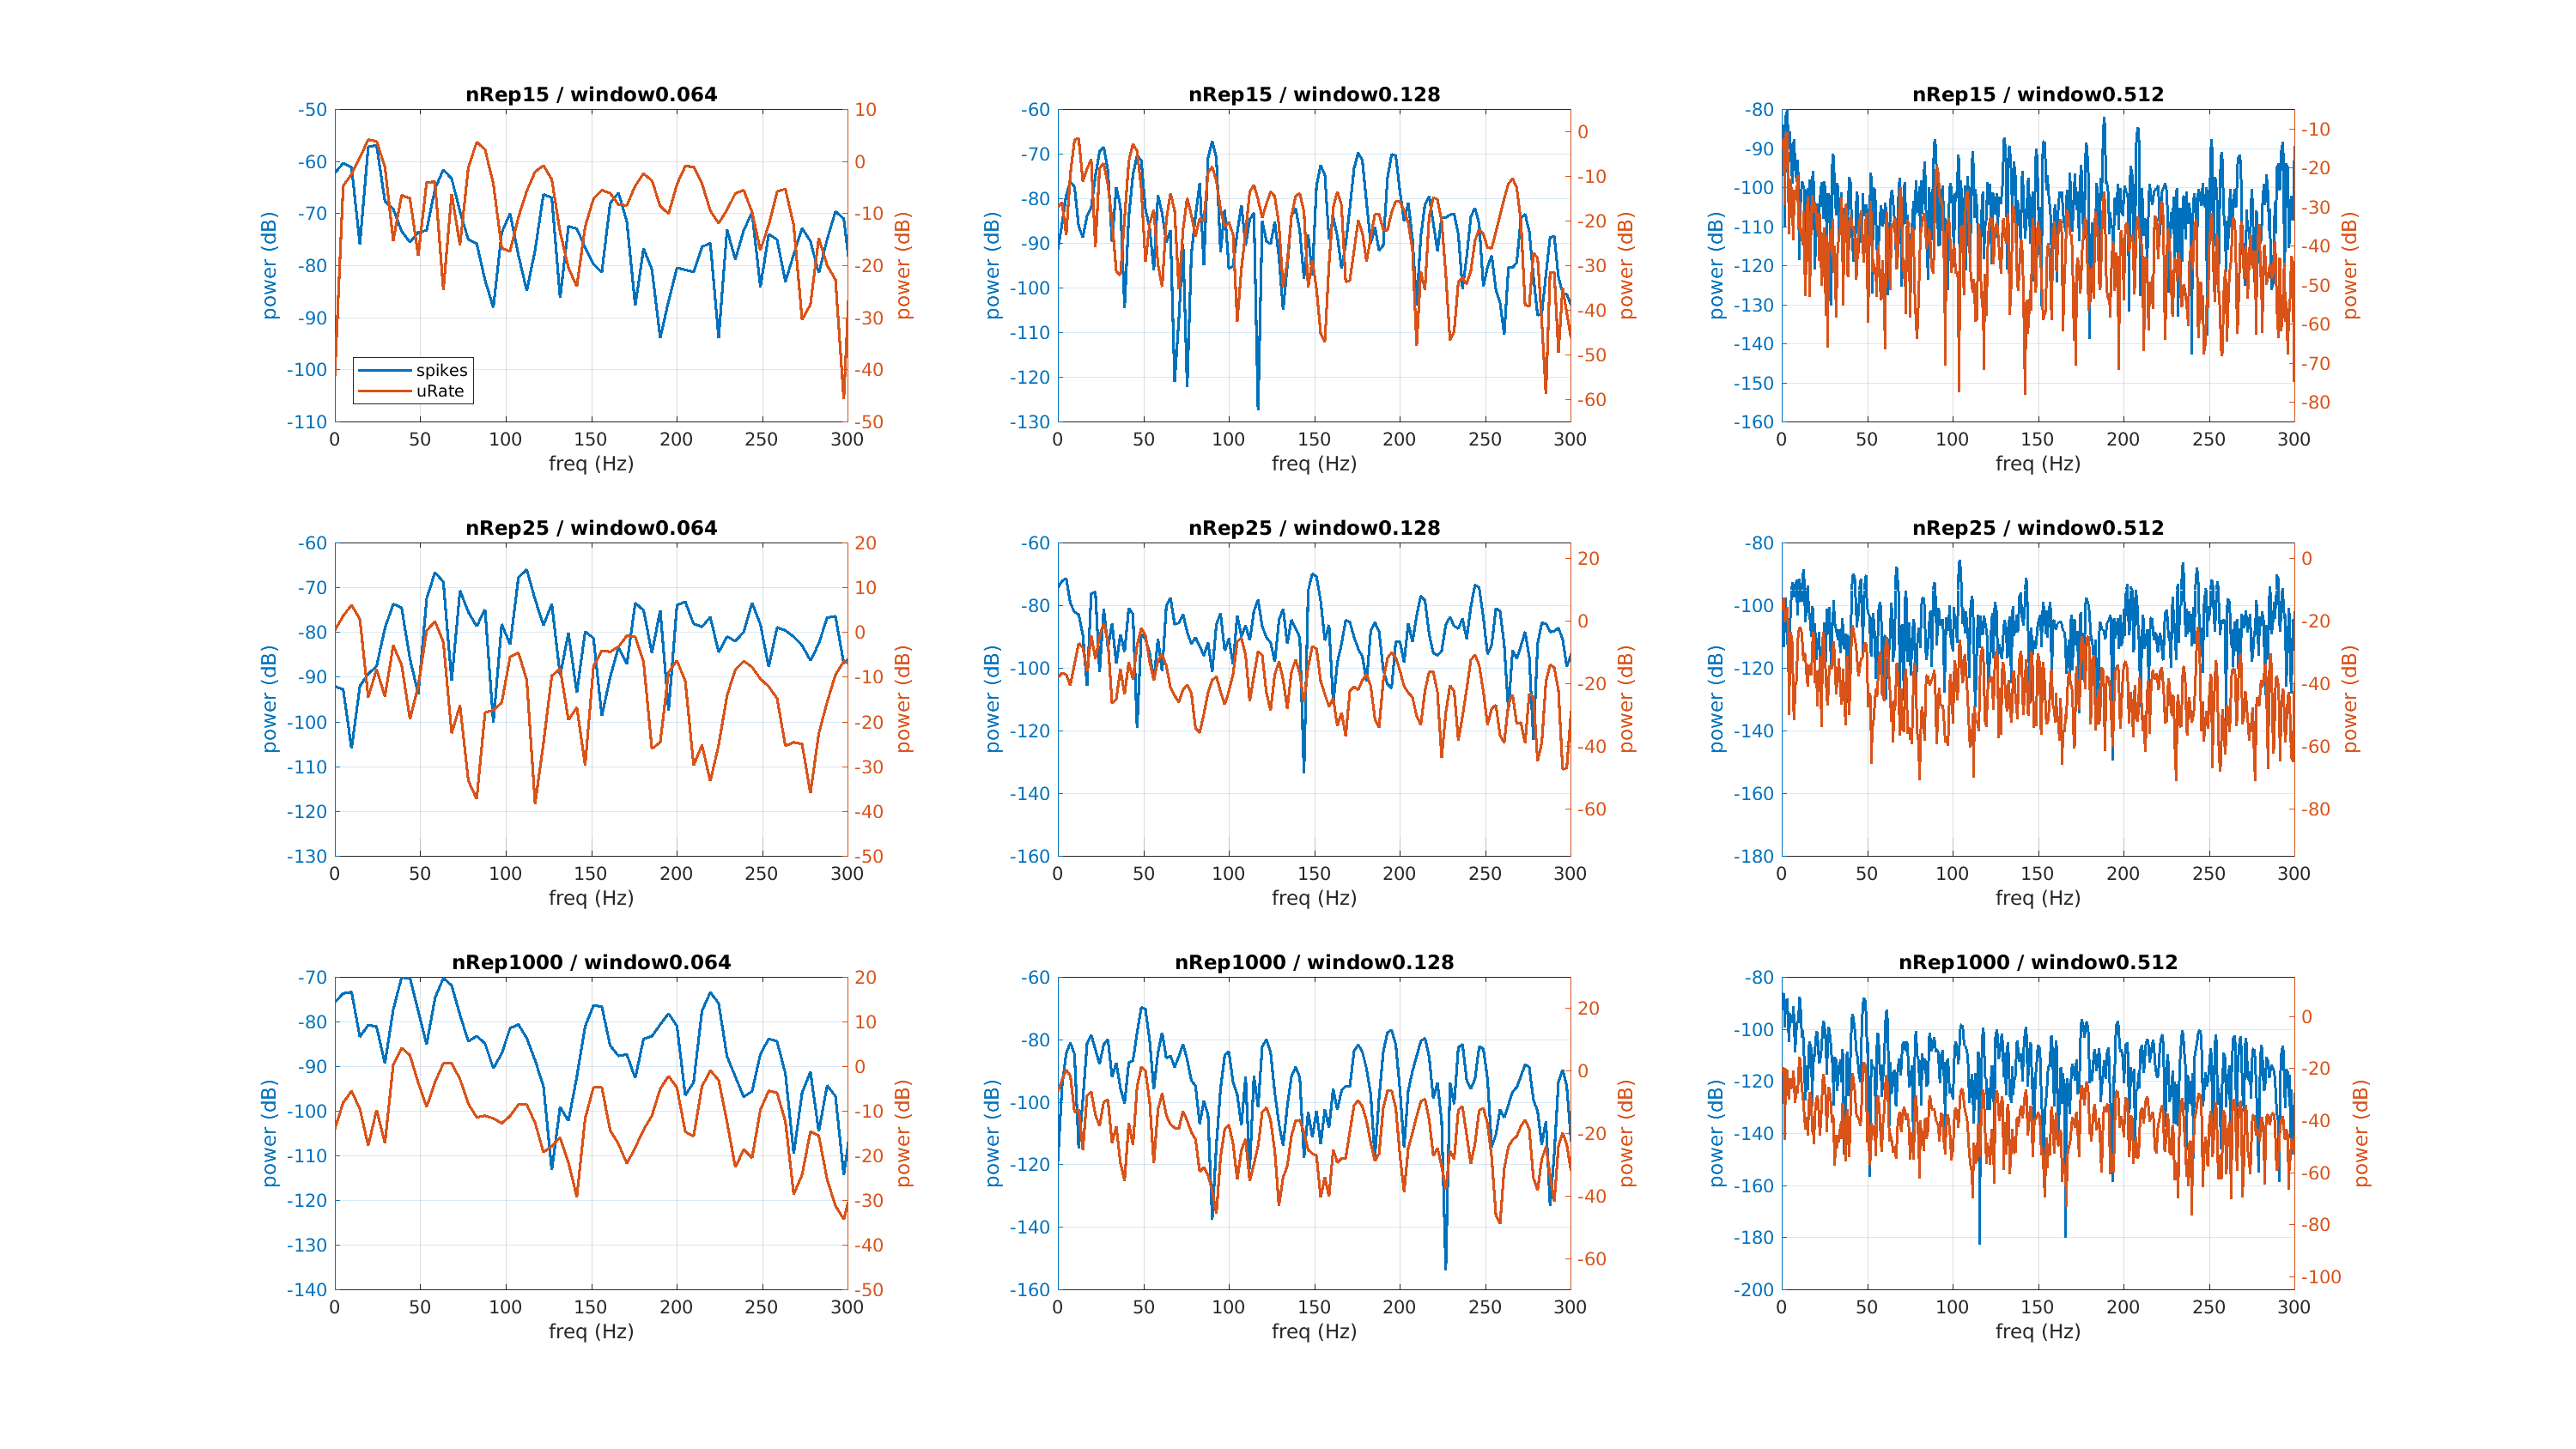 nRep15 / window0.064
-50
-60
-70
-80
-90
-100
-110
power (dB)
10
0
-10
-20
-30
-40
-50
power (dB)
spikes
uRate
0 50 100 150 200 250 300
freq (Hz)
nRep15 / window0.128
-60
-70
-80
-90
-100
-110
-120
-130
power (dB)
0
-10
-20
-30
-40
-50
-60
power (dB)
0 50 100 150 200 250 300
freq (Hz)
nRep15 / window0.512
-80
-90
-100
-110
-120
-130
-140
-150
-160
power (dB)
-10
-20
-30
-40
-50
-60
-70
-80
power (dB)
0 50 100 150 200 250 300
freq (Hz)
nRep25 / window0.064
-60
-70
-80
-90
-100
-110
-120
-130
power (dB)
20
10
0
-10
-20
-30
-40
-50
power (dB)
0 50 100 150 200 250 300
freq (Hz)
nRep25 / window0.128
-60
-80
-100
-120
-140
-160
power (dB)
20
0
-20
-40
-60
power (dB)
0 50 100 150 200 250 300
freq (Hz)
nRep25 / window0.512
-80
-100
-120
-140
-160
-180
power (dB)
0
-20
-40
-60
-80
power (dB)
0 50 100 150 200 250 300
freq (Hz)
nRep1000 / window0.064
-70
-80
-90
-100
-110
-120
-130
-140
power (dB)
20
10
0
-10
-20
-30
-40
-50
power (dB)
0 50 100 150 200 250 300
freq (Hz)
nRep1000 / window0.128
-60
-80
-100
-120
-140
-160
power (dB)
20
0
-20
-40
-60
power (dB)
0 50 100 150 200 250 300
freq (Hz)
nRep1000 / window0.512
-80
-100
-120
-140
-160
-180
-200
power (dB)
0
-20
-40
-60
-80
-100
power (dB)
0 50 100 150 200 250 300
freq (Hz)